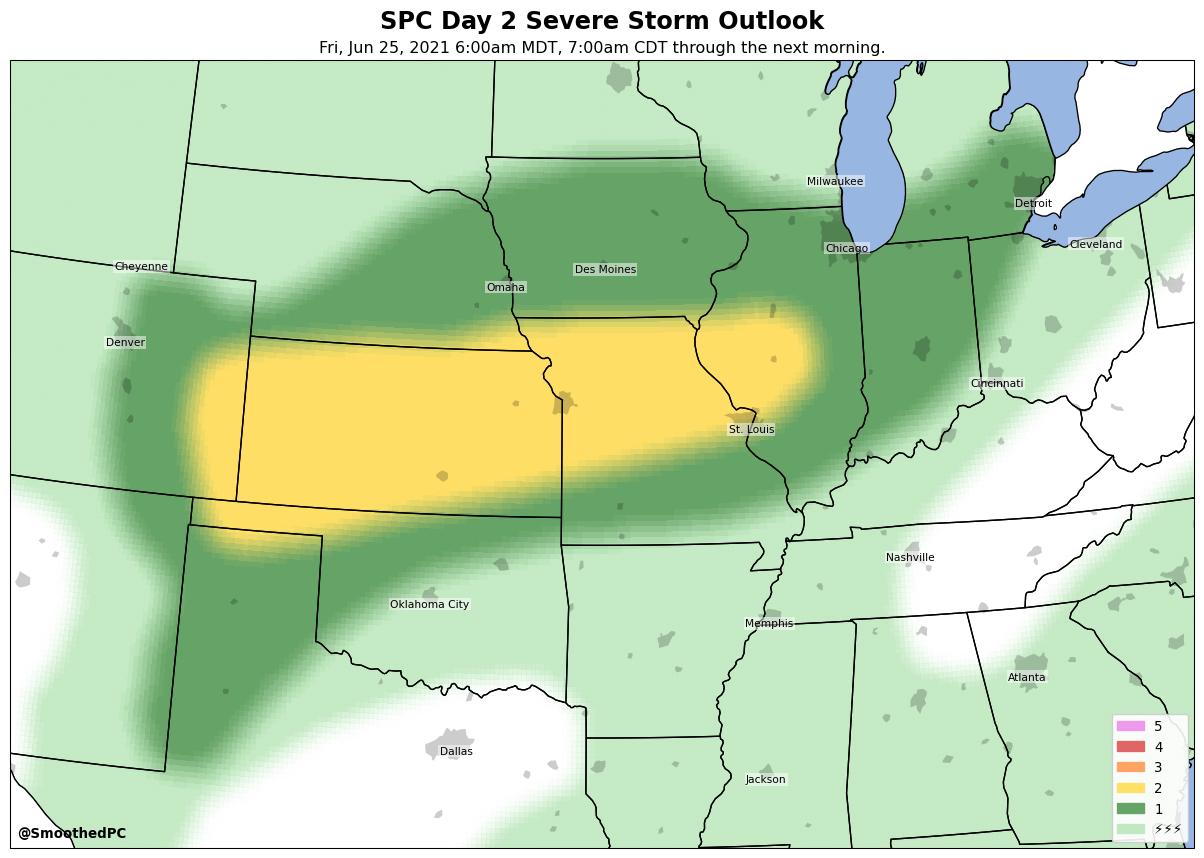 SPC Day 2 Severe Storm Outlook
Fri, Jun 25, 2021 6:00am MDT, 7:00am CDT through the next morning.
Milwaukee
Detroit
Chicago
Cleveland
Cheyenne
Des Moines
Omaha
Denver
Cincinnati
St. Louis
Nashville
Oklahoma City
Memphis
Atlanta
Dallas
Jackson
5
4
3
2
1
⚡⚡⚡
@SmoothedPC